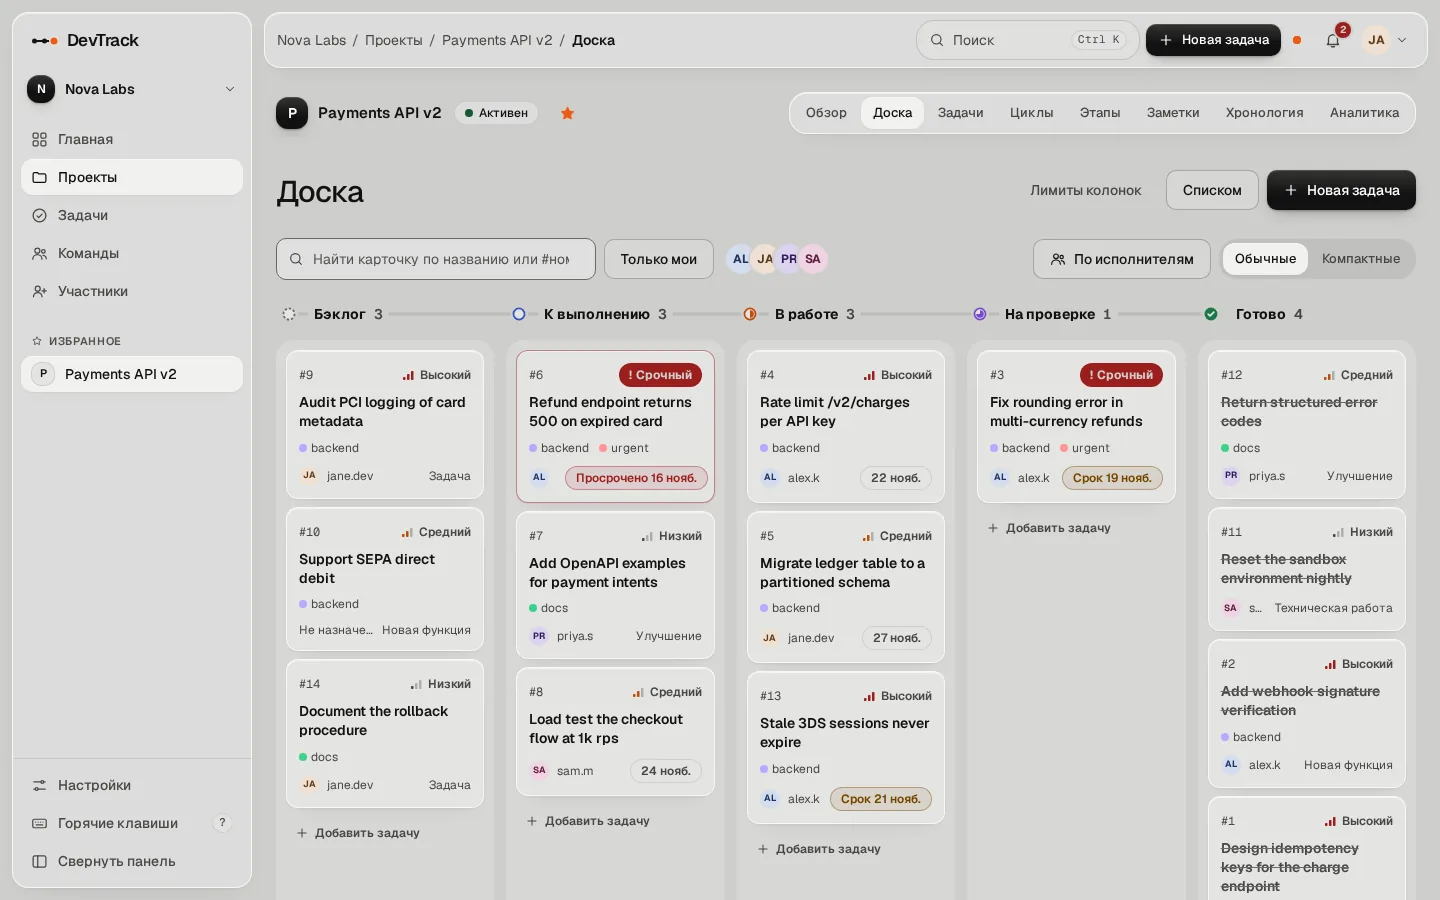 DevTrack
N Nova Labs
Главная
Проекты
Задачи
Команды
Участники
ИЗБРАННОЕ
P Payments API v2
Настройки
Горячие клавиши ?
Свернуть панель
Nova Labs / Проекты / Payments API v2 / Доска
Поиск Ctrl K
+ Новая задача
2
JA
P Payments API v2 Активен
Обзор Доска Задачи Циклы Этапы Заметки Хронология Аналитика
Доска
Лимиты колонок Списком + Новая задача
Найти карточку по названию или #ном
Только мои
AL JA PR SA
По исполнителям
Обычные Компактные
Бэклог 3
#9 Высокий
Audit PCI logging of card
metadata
backend
JA jane.dev Задача
#10 Средний
Support SEPA direct
debit
backend
Не назначе... Новая функция
#14 Низкий
Document the rollback
procedure
docs
JA jane.dev Задача
+ Добавить задачу
К выполнению 3
#6 ! Срочный
Refund endpoint returns
500 on expired card
backend urgent
AL Просрочено 16 нояб.
#7 Низкий
Add OpenAPI examples
for payment intents
docs
PR priya.s Улучшение
#8 Средний
Load test the checkout
flow at 1k rps
SA sam.m 24 нояб.
+ Добавить задачу
В работе 3
#4 Высокий
Rate limit /v2/charges
per API key
backend
AL alex.k 22 нояб.
#5 Средний
Migrate ledger table to a
partitioned schema
backend
JA jane.dev 27 нояб.
#13 Высокий
Stale 3DS sessions never
expire
backend
AL alex.k Срок 21 нояб.
+ Добавить задачу
На проверке 1
#3 ! Срочный
Fix rounding error in
multi-currency refunds
backend urgent
AL alex.k Срок 19 нояб.
+ Добавить задачу
Готово 4
#12 Средний
Return structured error
codes
docs
PR priya.s Улучшение
#11 Низкий
Reset the sandbox
environment nightly
SA s... Техническая работа
#2 Высокий
Add webhook signature
verification
backend
AL alex.k Новая функция
#1 Высокий
Design idempotency
keys for the charge
endpoint